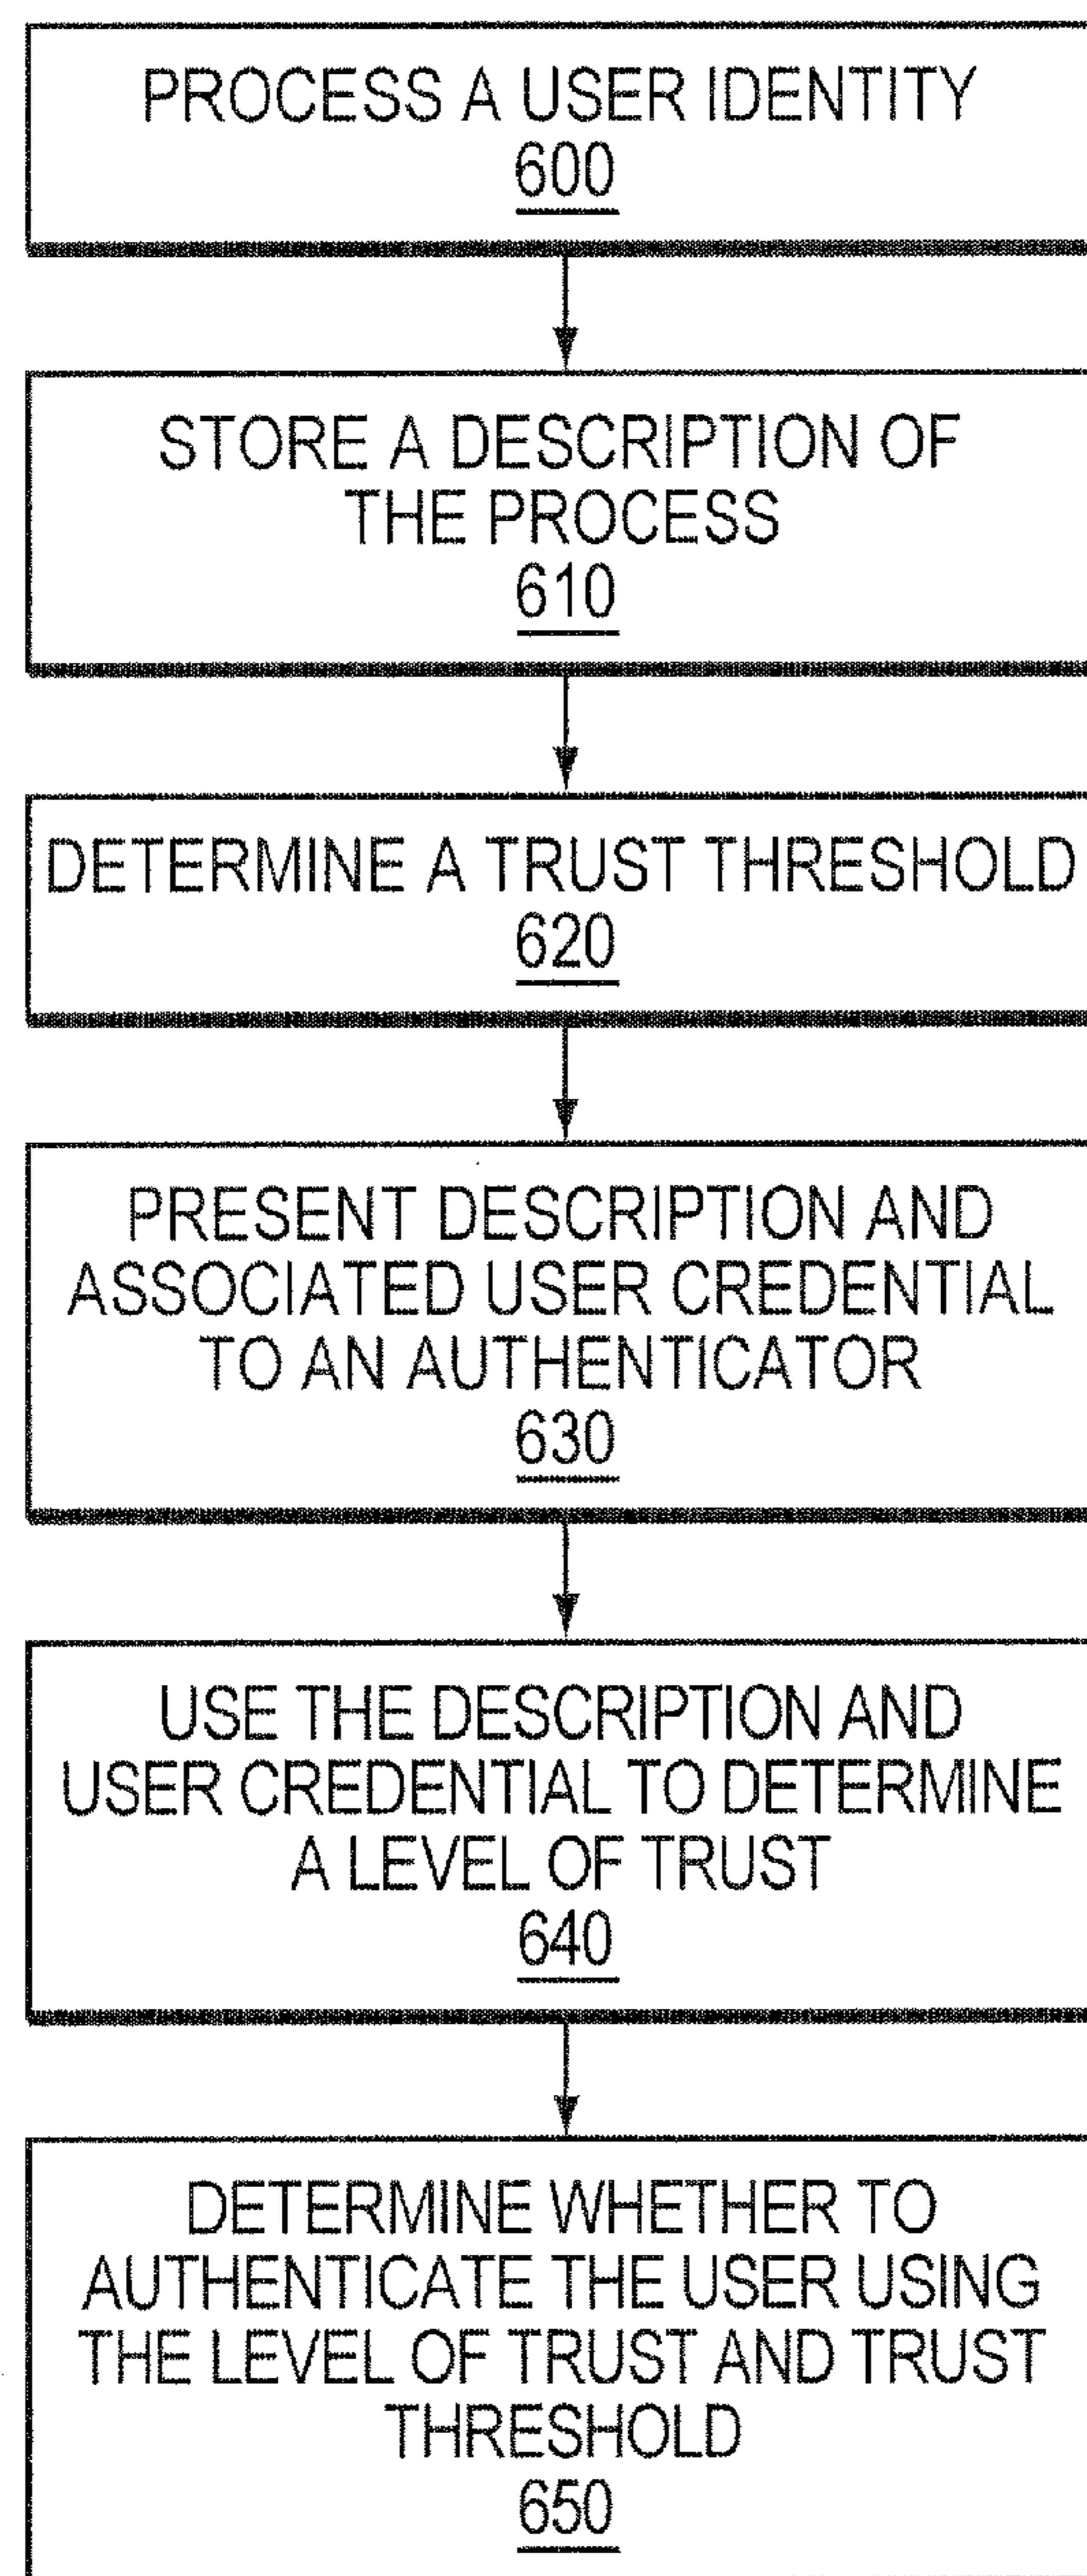 PROCESS A USER IDENTITY
600
STORE A DESCRIPTION OF
THE PROCESS
610
DETERMINE A TRUST THRESHOLD
620
PRESENT DESCRIPTION AND
ASSOCIATED USER CREDENTIAL
TO AN AUTHENTICATOR
630
USE THE DESCRIPTION AND
USER CREDENTIAL TO DETERMINE
A LEVEL OF TRUST
640
DETERMINE WHETHER TO
AUTHENTICATE THE USER USING
THE LEVEL OF TRUST AND TRUST
THRESHOLD
650